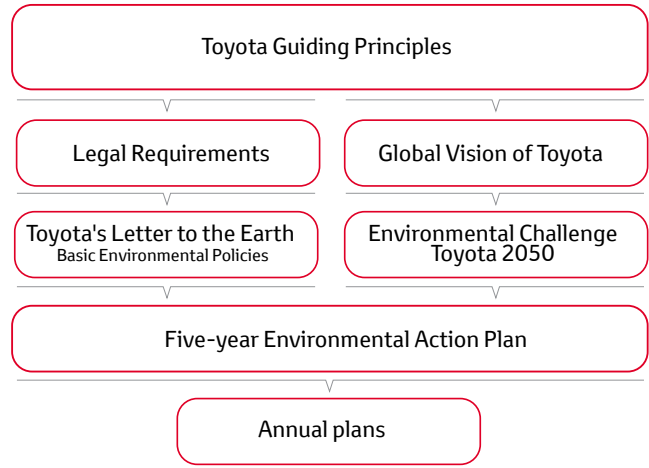 Toyota Guiding Principles
Legal Requirements
Global Vision of Toyota
Toyota's Letter to the Earth
Basic Environmental Policies
Environmental Challenge
Toyota 2050
Five-year Environmental Action Plan
Annual plans